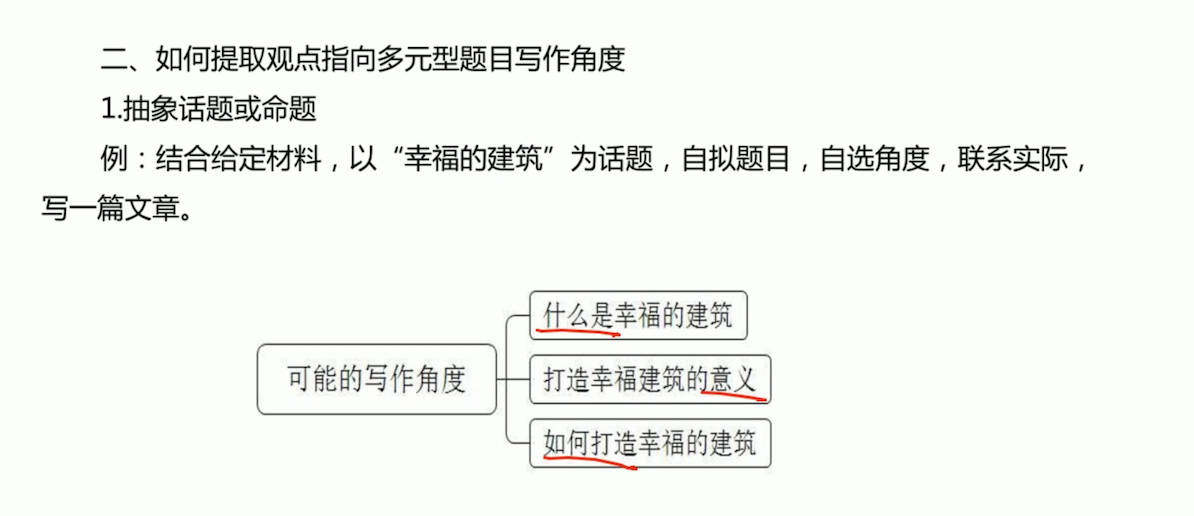 二、如何提取观点指向多元型题目写作角度
1.抽象话题或命题
例：结合给定材料，以“幸福的建筑”为话题，自拟题目，自选角度，联系实际，
写一篇文章。
什么是幸福的建筑
可能的写作角度
打造幸福建筑的意义
如何打造幸福的建筑